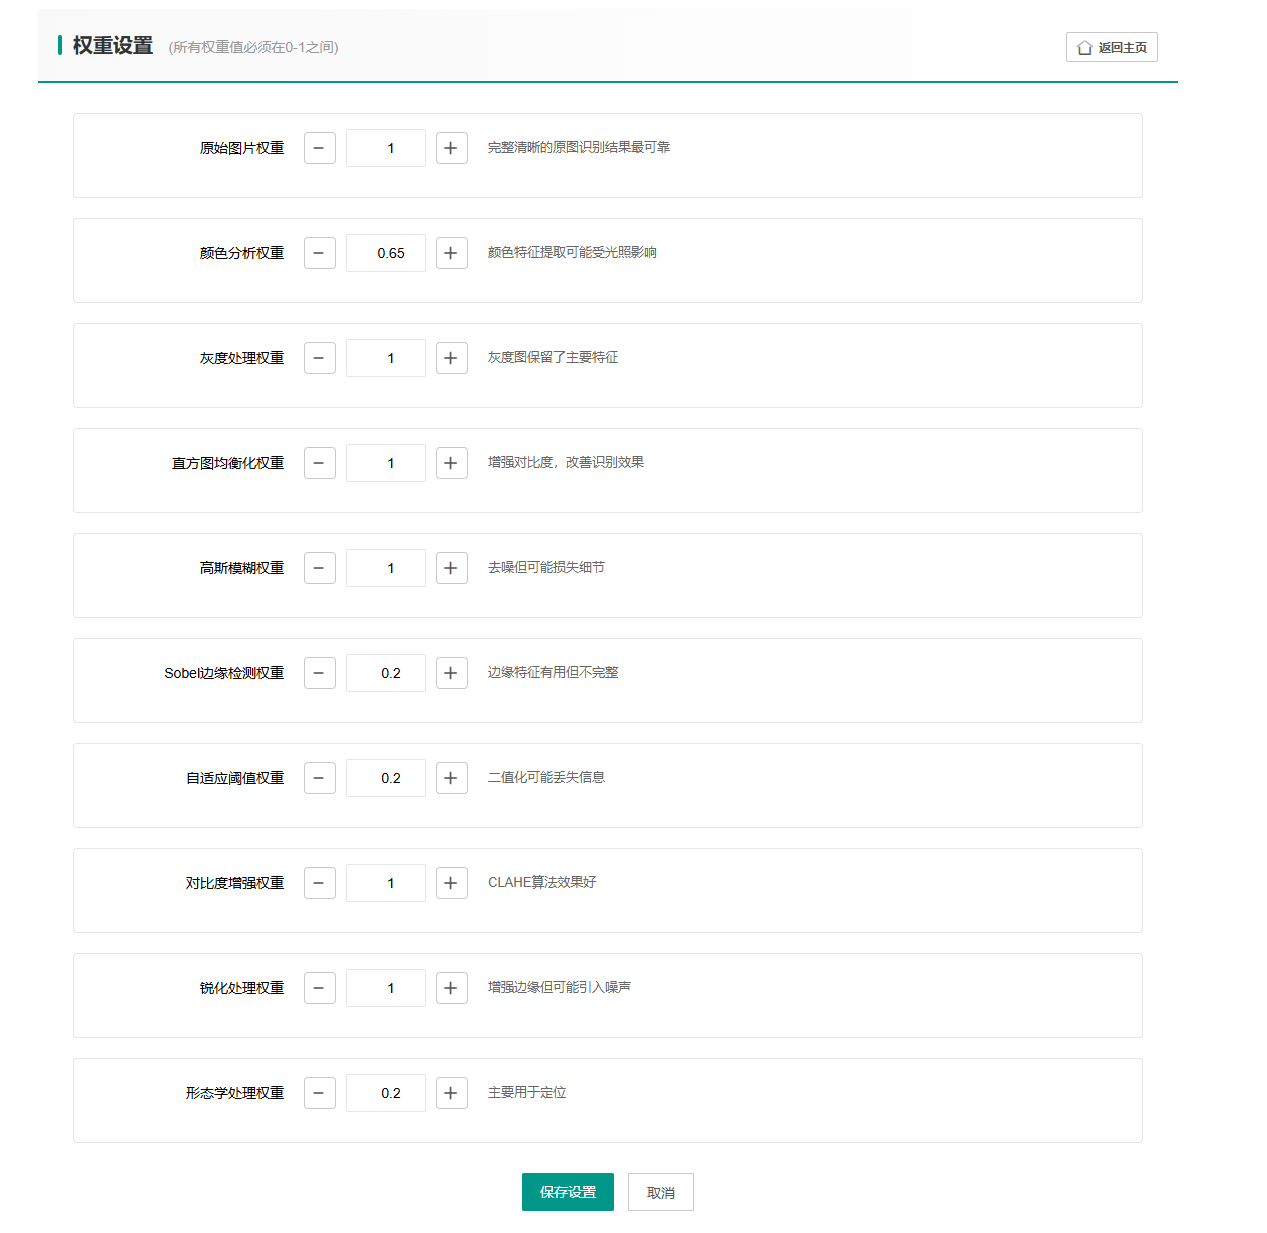 权重设置 (所有权重值必须在0-1之间)
返回主页
原始图片权重 1 完整清晰的原图识别结果最可靠
颜色分析权重 0.65 颜色特征提取可能受光照影响
灰度处理权重 1 灰度图保留了主要特征
直方图均衡化权重 1 增强对比度，改善识别效果
高斯模糊权重 1 去噪但可能损失细节
Sobel边缘检测权重 0.2 边缘特征有用但不完整
自适应阈值权重 0.2 二值化可能丢失信息
对比度增强权重 1 CLAHE算法效果好
锐化处理权重 1 增强边缘但可能引入噪声
形态学处理权重 0.2 主要用于定位
保存设置 取消